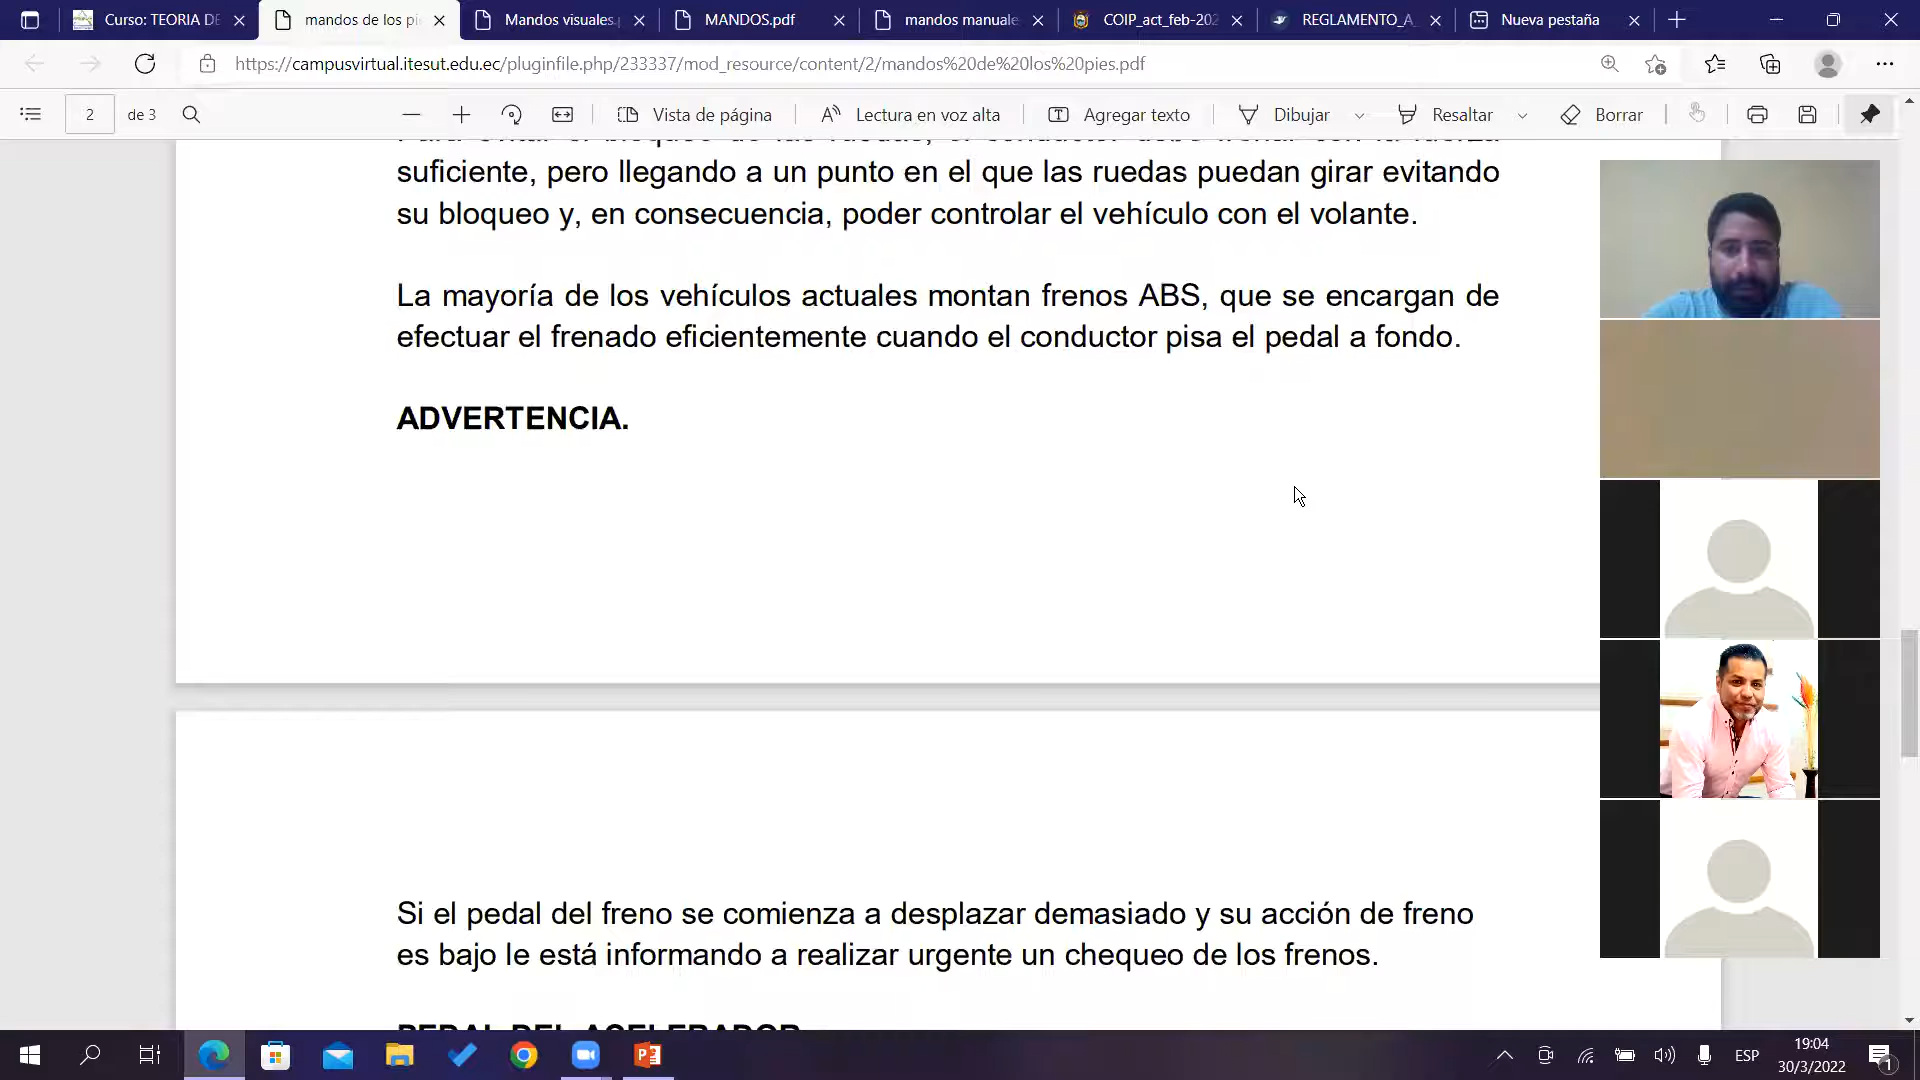 Curso: TEORIA DE
mandos de los pi
Mandos visuales.
MANDOS.pdf
mandos manuale
COIP_act_feb-202
REGLAMENTO_A
Nueva pestaña
https://campusvirtual.itesut.edu.ec/pluginfile.php/233337/mod_resource/content/2/mandos%20de%20los%20pies.pdf
2 de 3
Vista de página
Lectura en voz alta
Agregar texto
Dibujar
Resaltar
Borrar
suficiente, pero llegando a un punto en el que las ruedas puedan girar evitando
su bloqueo y, en consecuencia, poder controlar el vehículo con el volante.
La mayoría de los vehículos actuales montan frenos ABS, que se encargan de
efectuar el frenado eficientemente cuando el conductor pisa el pedal a fondo.
ADVERTENCIA.
Si el pedal del freno se comienza a desplazar demasiado y su acción de freno
es bajo le está informando a realizar urgente un chequeo de los frenos.
PEDAL DEL ACELERADOR
ESP
19:04
30/3/2022
1